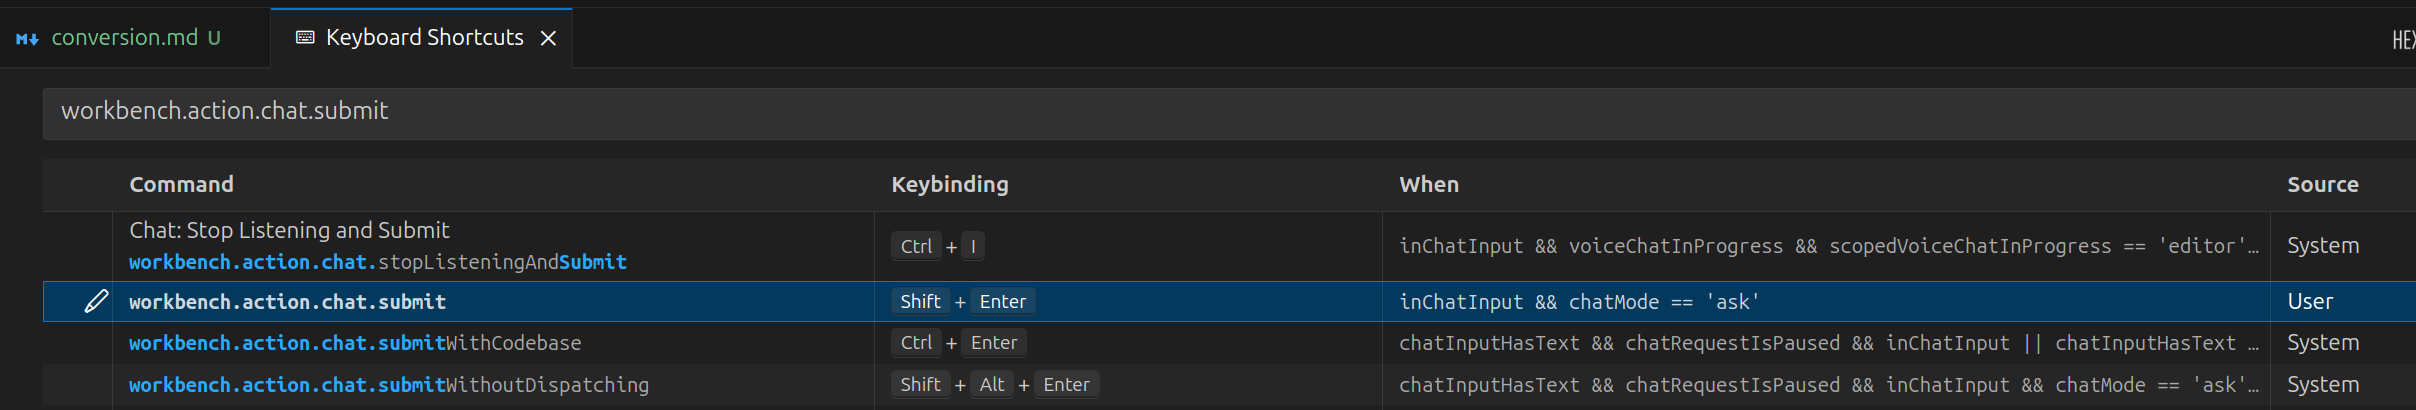 conversion.md U
Keyboard Shortcuts
HEX
workbench.action.chat.submit
Command Keybinding When Source
Chat: Stop Listening and Submit
workbench.action.chat.stopListeningAndSubmit Ctrl + I inChatInput && voiceChatInProgress && scopedVoiceChatInProgress == 'editor'… System
workbench.action.chat.submit Shift + Enter inChatInput && chatMode == 'ask' User
workbench.action.chat.submitWithCodebase Ctrl + Enter chatInputHasText && chatRequestIsPaused && inChatInput || chatInputHasText … System
workbench.action.chat.submitWithoutDispatching Shift + Alt + Enter chatInputHasText && chatRequestIsPaused && inChatInput && chatMode == 'ask'… System